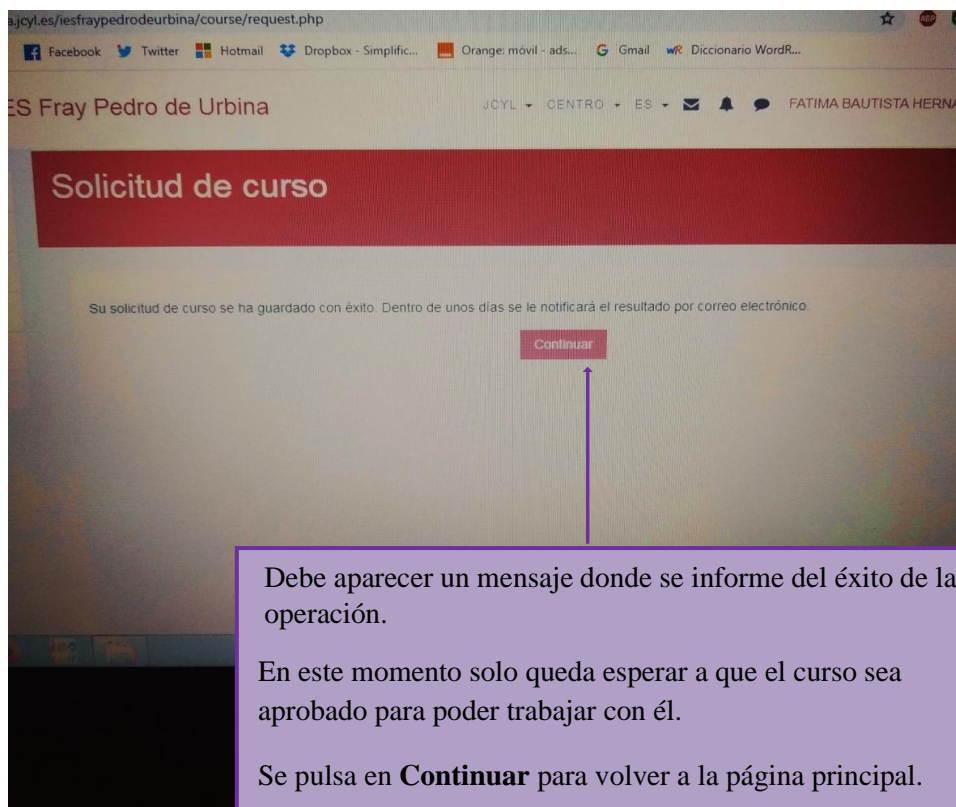 a.jcyl.es/iesfraypedrodeurbina/course/request.php
ABP
Facebook Twitter Hotmail Dropbox - Simplific... Orange: móvil - ads... G Gmail wR Diccionario WordR...
ES Fray Pedro de Urbina
JCYL CENTRO ES FATIMA BAUTISTA HERNA
Solicitud de curso
Su solicitud de curso se ha guardado con éxito. Dentro de unos días se le notificará el resultado por correo electrónico.
Continuar
Debe aparecer un mensaje donde se informe del éxito de la
operación.
En este momento solo queda esperar a que el curso sea
aprobado para poder trabajar con él.
Se pulsa en Continuar para volver a la página principal.